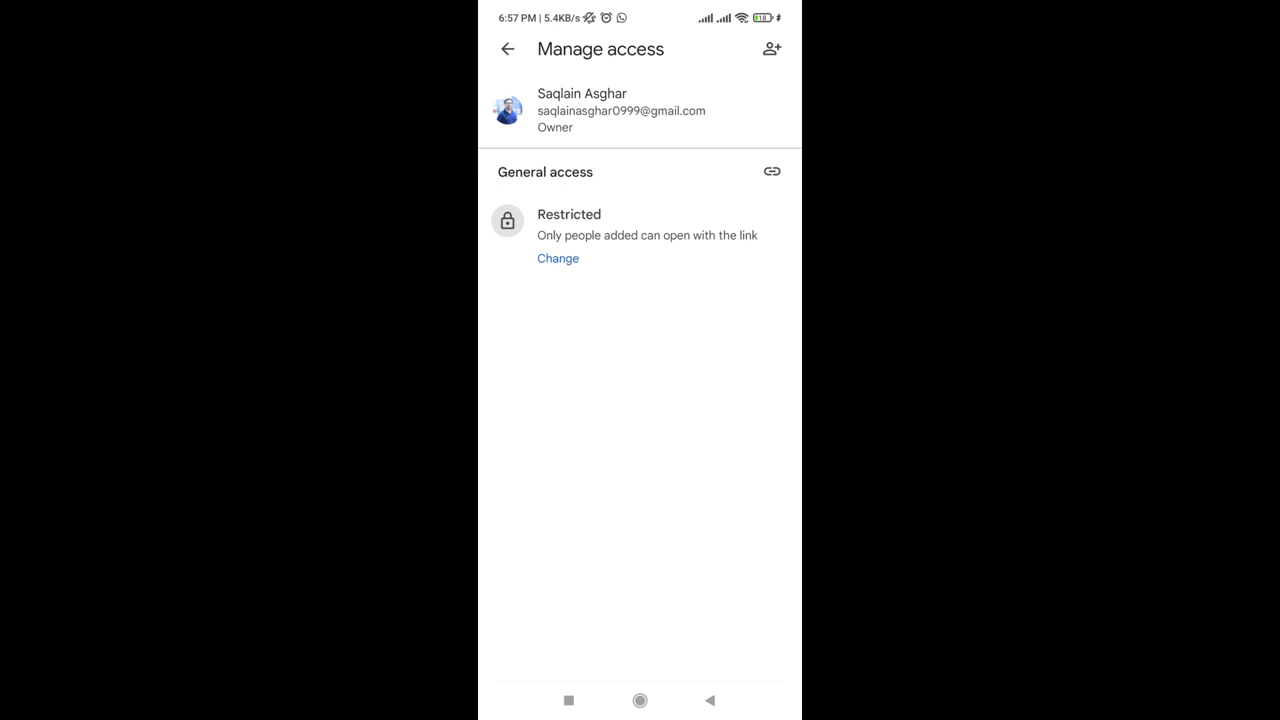 6:57 PM | 5.4KB/s
Manage access
Saqlain Asghar
saqlainasghar0999@gmail.com
Owner
General access
Restricted
Only people added can open with the link
Change